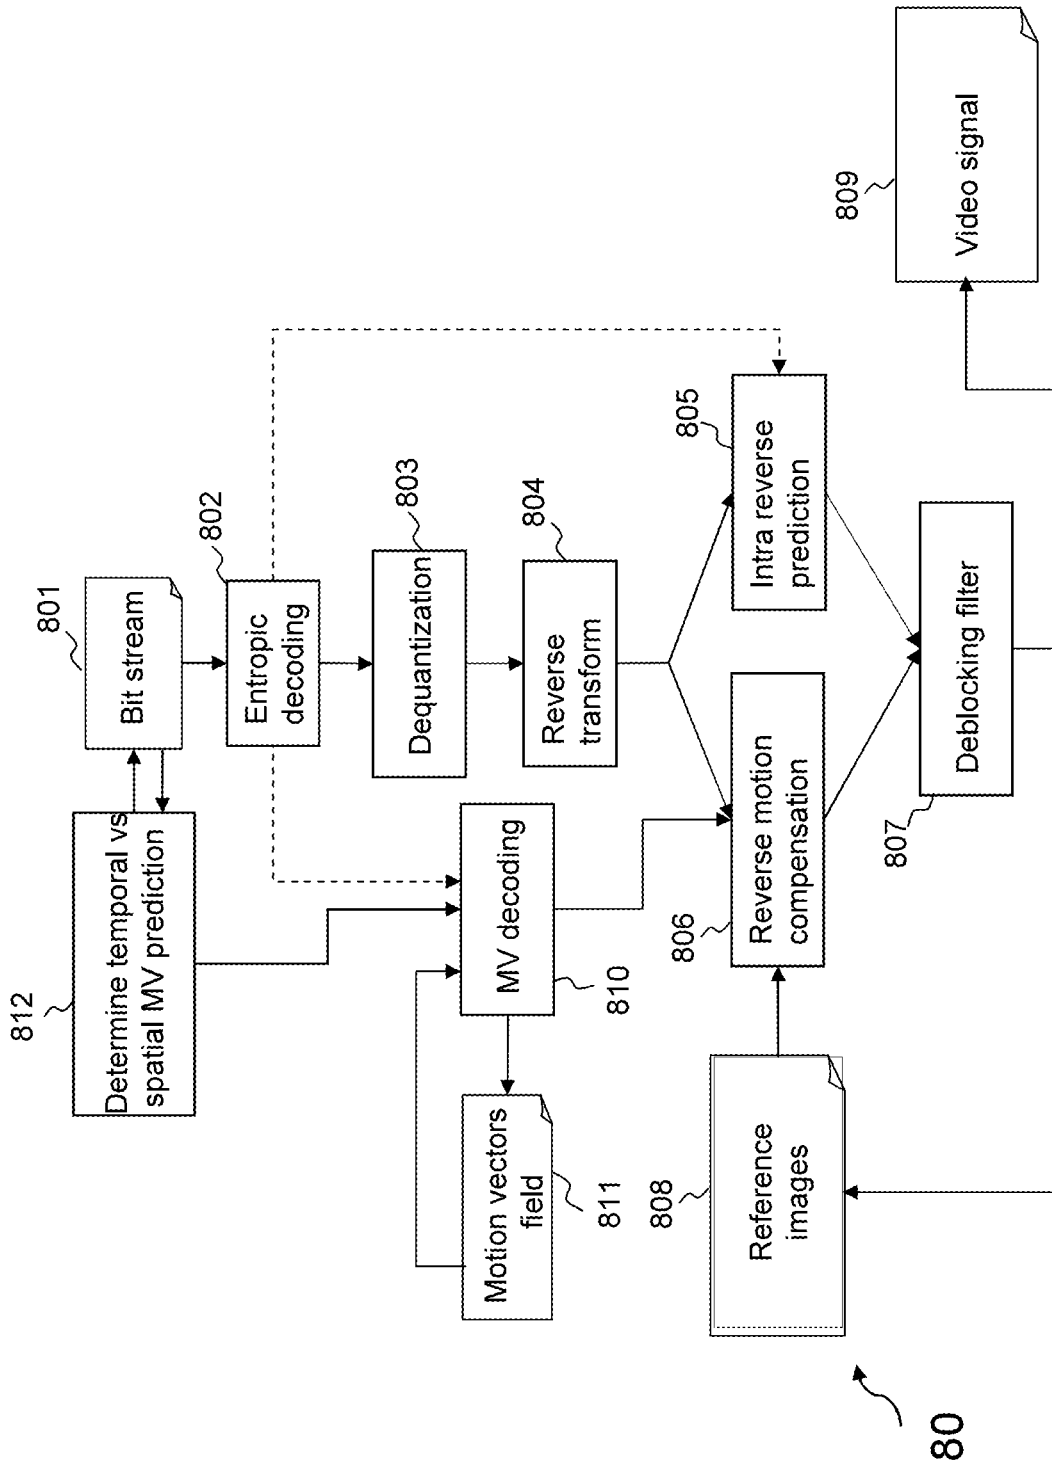 812
Determine temporal vs
spatial MV prediction
801
Bit stream
802
Entropic
decoding
803
Dequantization
804
Reverse
transform
805
Intra reverse
prediction
MV decoding
810
Motion vectors
field
811
Reverse motion
compensation
806
808
Reference
images
Deblocking filter
807
809
Video signal
80